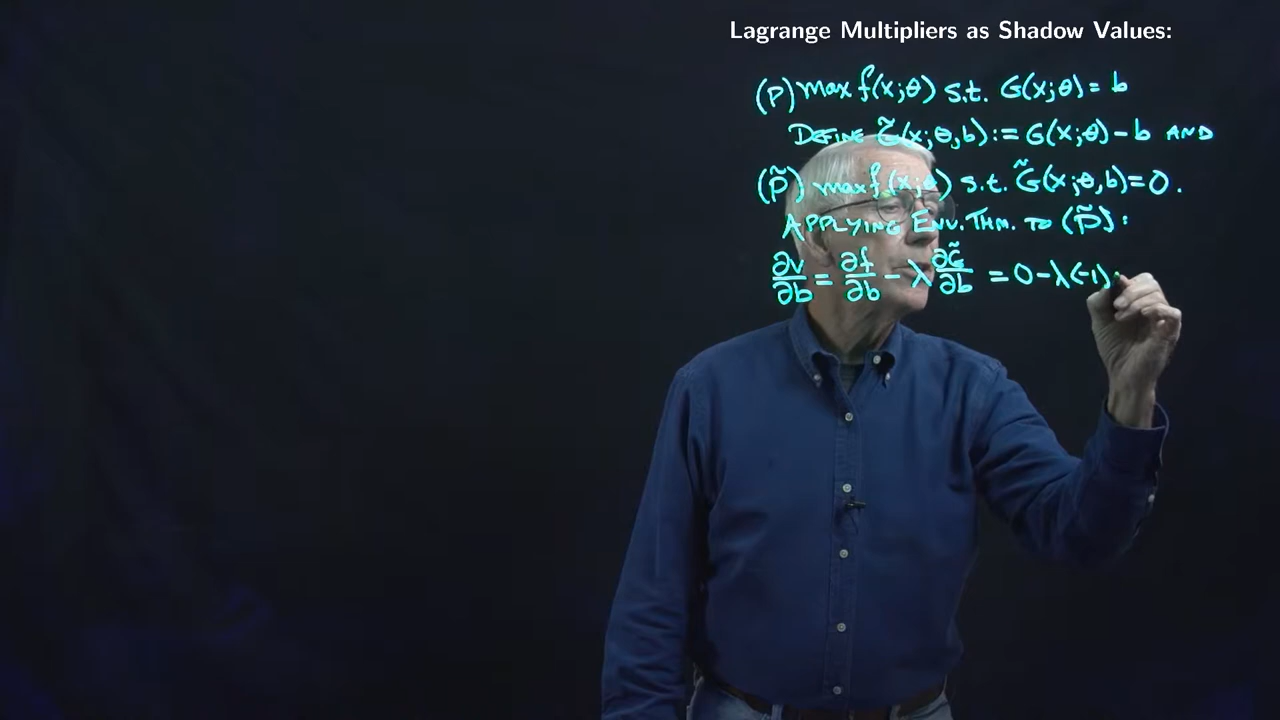 Lagrange Multipliers as Shadow Values:
(P) max f(x;θ) s.t. G(x;θ) = b
DEFINE G̃(x;θ,b) := G(x;θ) - b AND
(P̃) max f(x;θ) s.t. G̃(x;θ,b) = 0.
APPLYING ENV. THM. TO (P̃):
∂v/∂b = ∂f/∂b - λ ∂G̃/∂b = 0 - λ(-1)